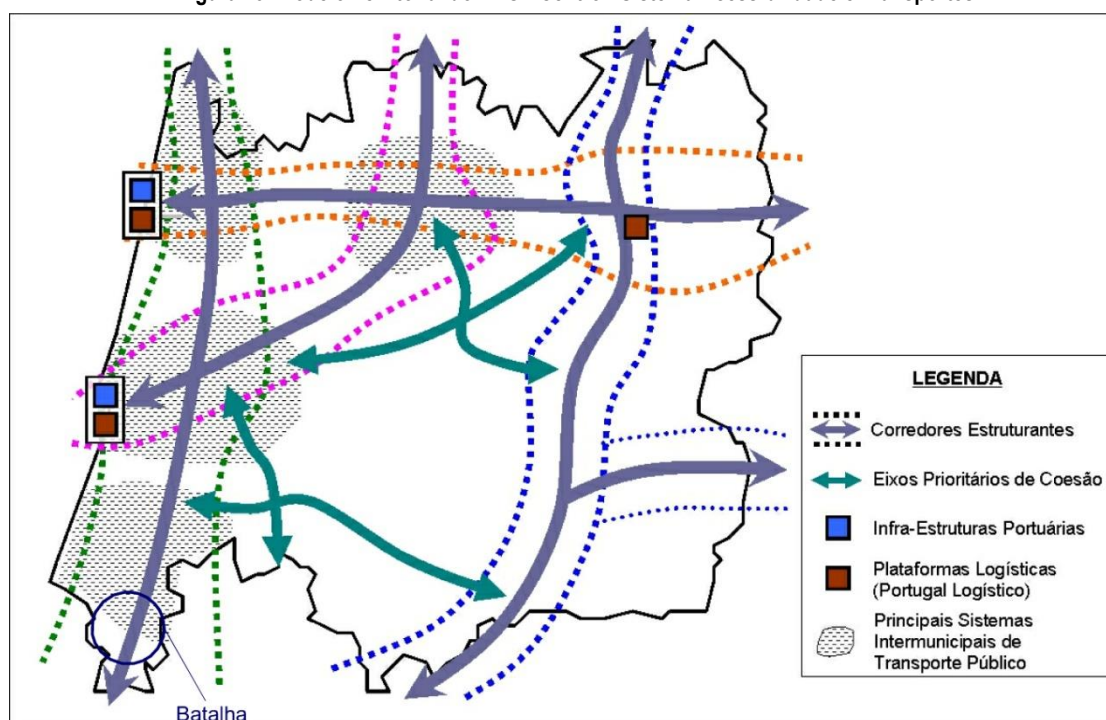 Batalha
LEGENDA
Corredores Estruturantes
Eixos Prioritários de Coesão
Infra-Estruturas Portuárias
Plataformas Logísticas
(Portugal Logístico)
Principais Sistemas
Intermunicipais de
Transporte Público